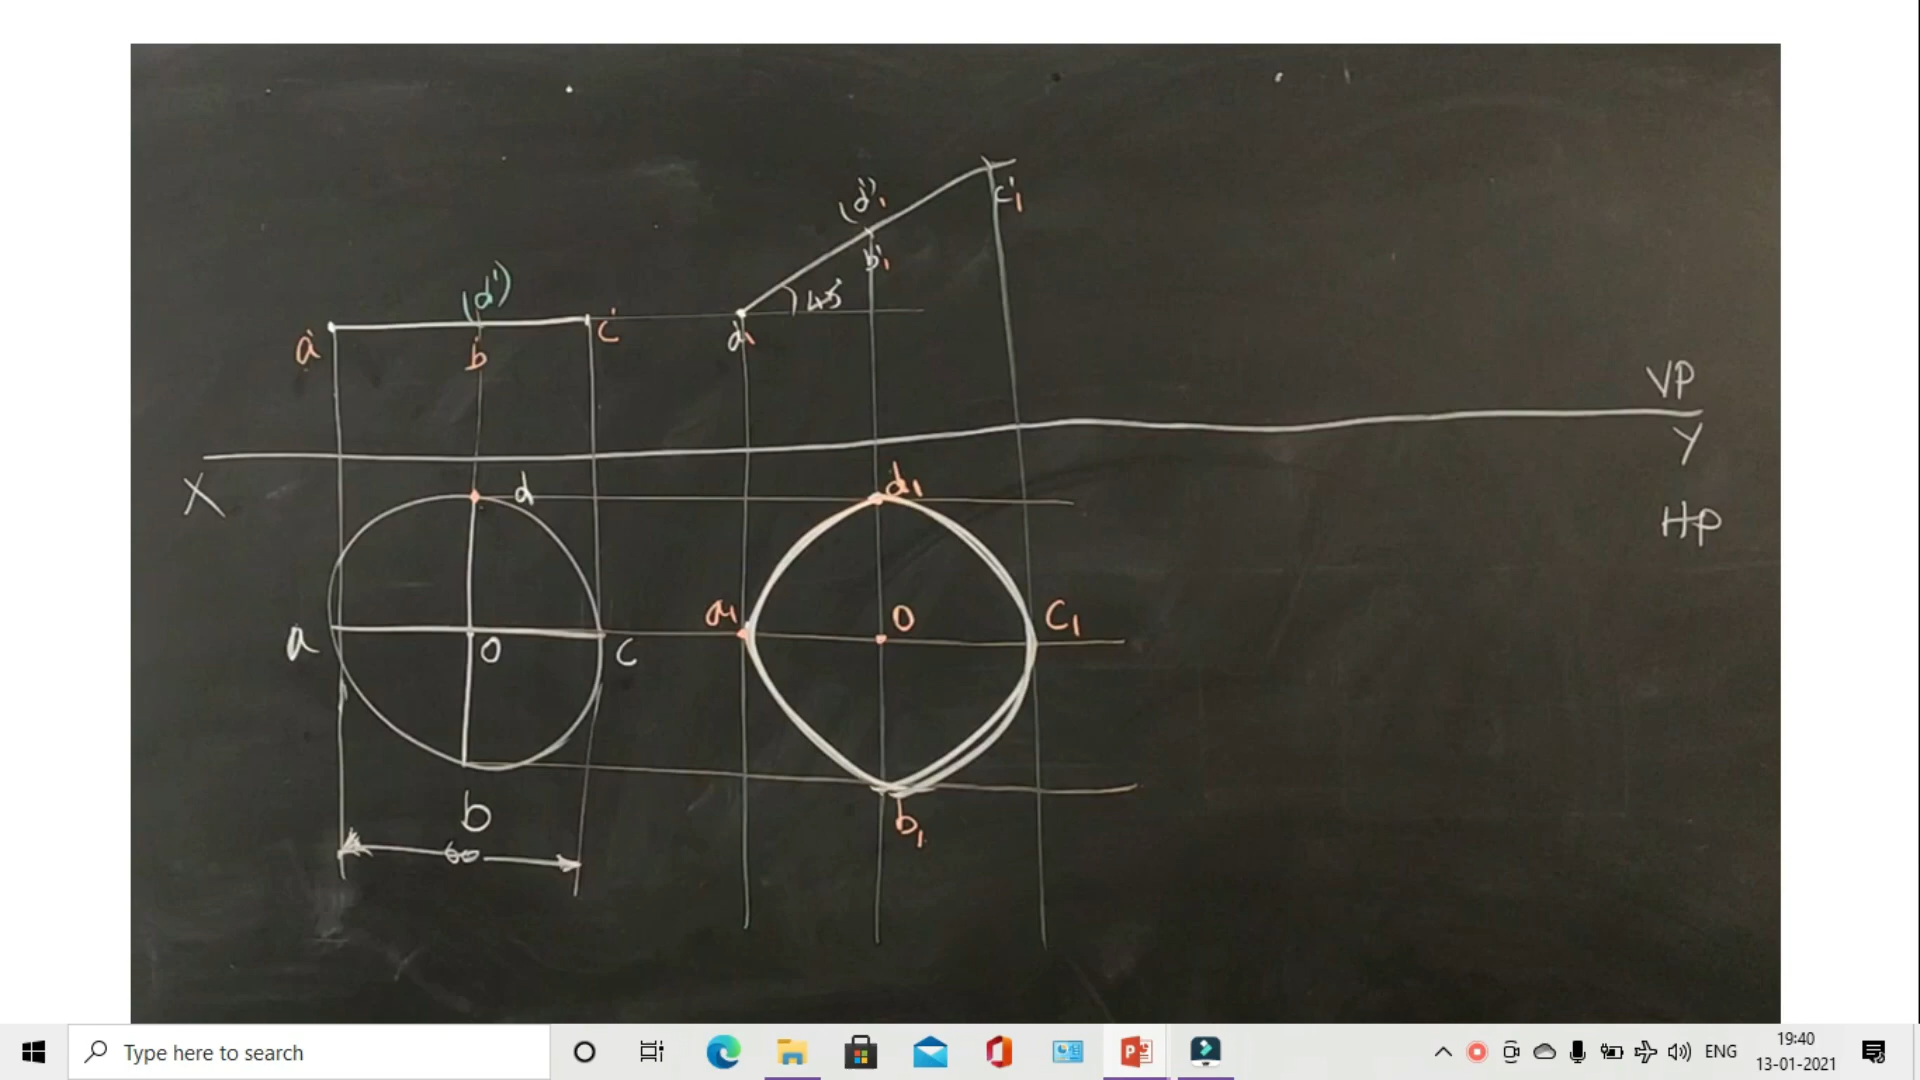 (d')₁
c'₁
b'₁
(d')
45
a'
b
c'
d₁
VP
X
Y
HP
d
d₁
a
O
c
a₁
O
C₁
b
b₁
60
Type here to search
ENG
19:40
13-01-2021